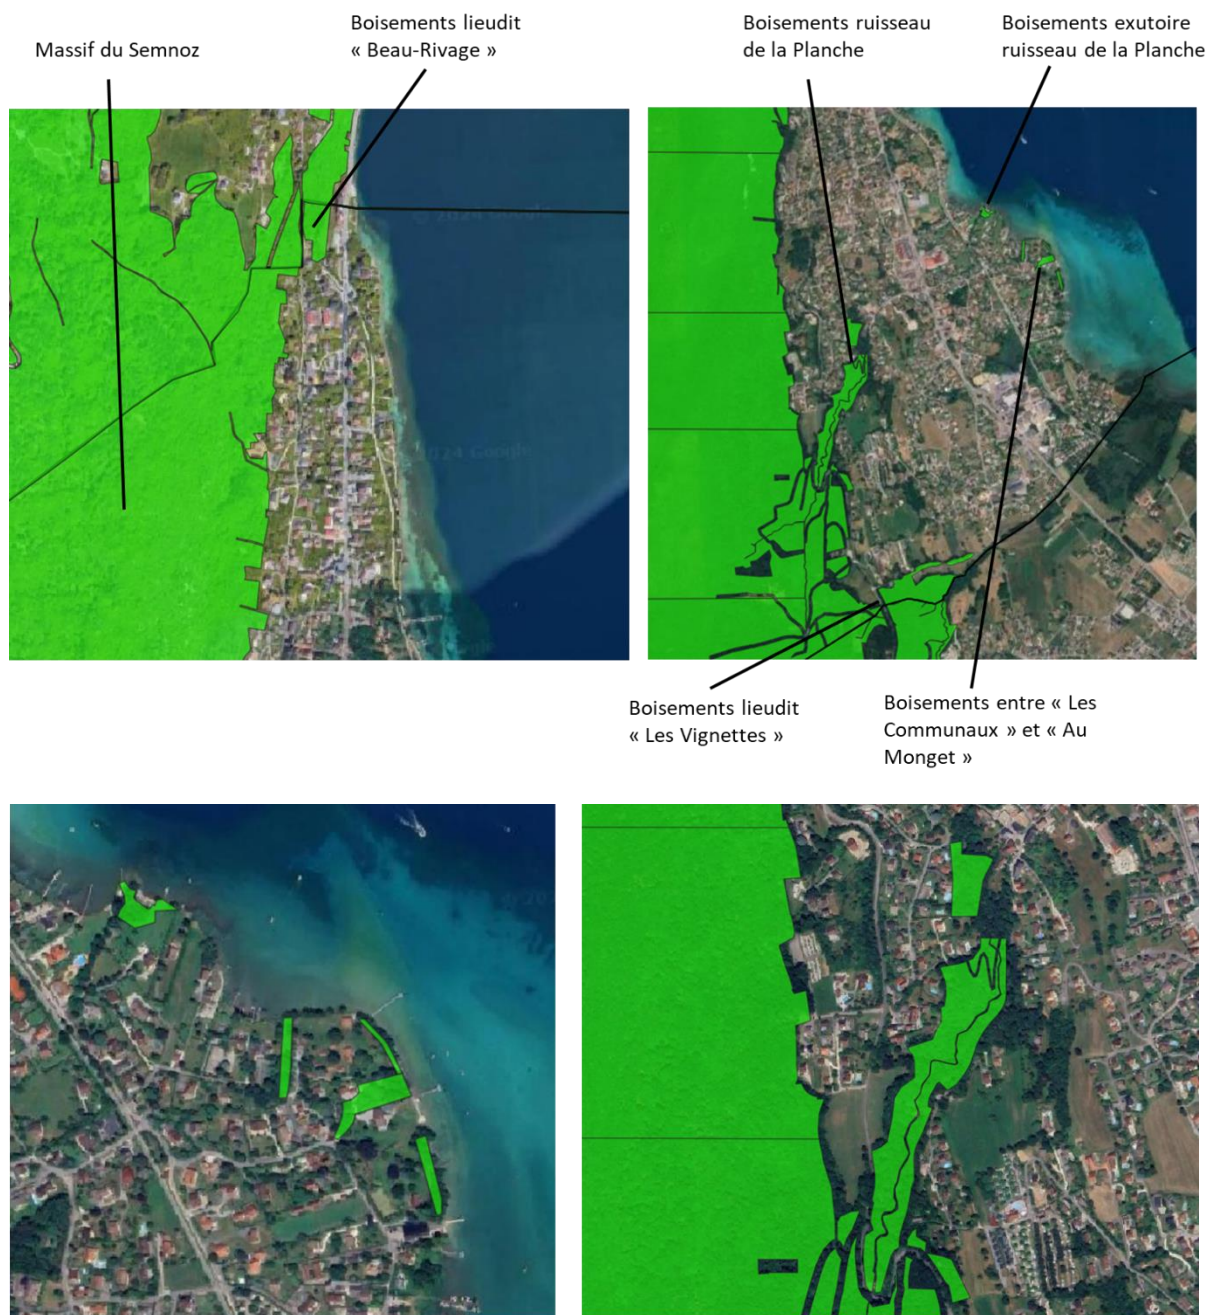 Massif du Semnoz
Boisements lieudit
« Beau-Rivage »
Boisements ruisseau
de la Planche
Boisements exutoire
ruisseau de la Planche
Boisements lieudit
« Les Vignettes »
Boisements entre « Les
Communaux » et « Au
Monget »